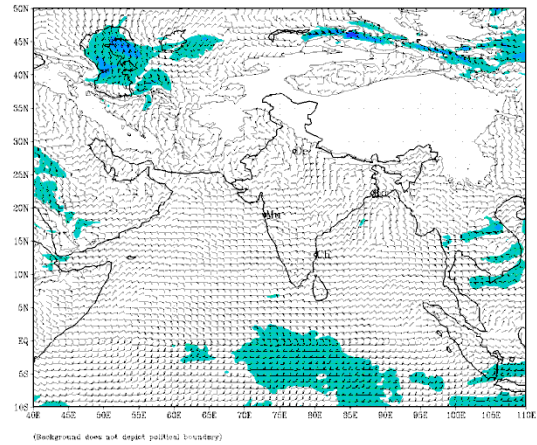 50N
45N
40N
35N
30N
25N
20N
15N
10N
5N
EQ
5S
10S
40E 45E 50E 55E 60E 65E 70E 75E 80E 85E 90E 95E 100E 105E 110E
(Background does not depict political boundary)